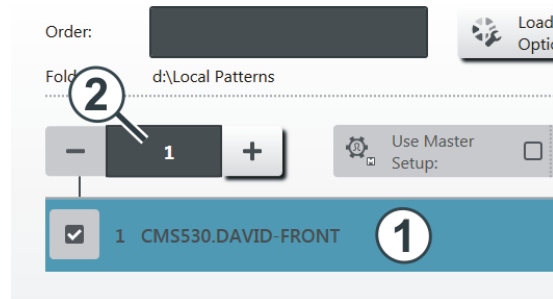 Order:
Load
Optio
Fold
d:\Local Patterns
2
1
Use Master
Setup:
1 CMS530.DAVID-FRONT
1